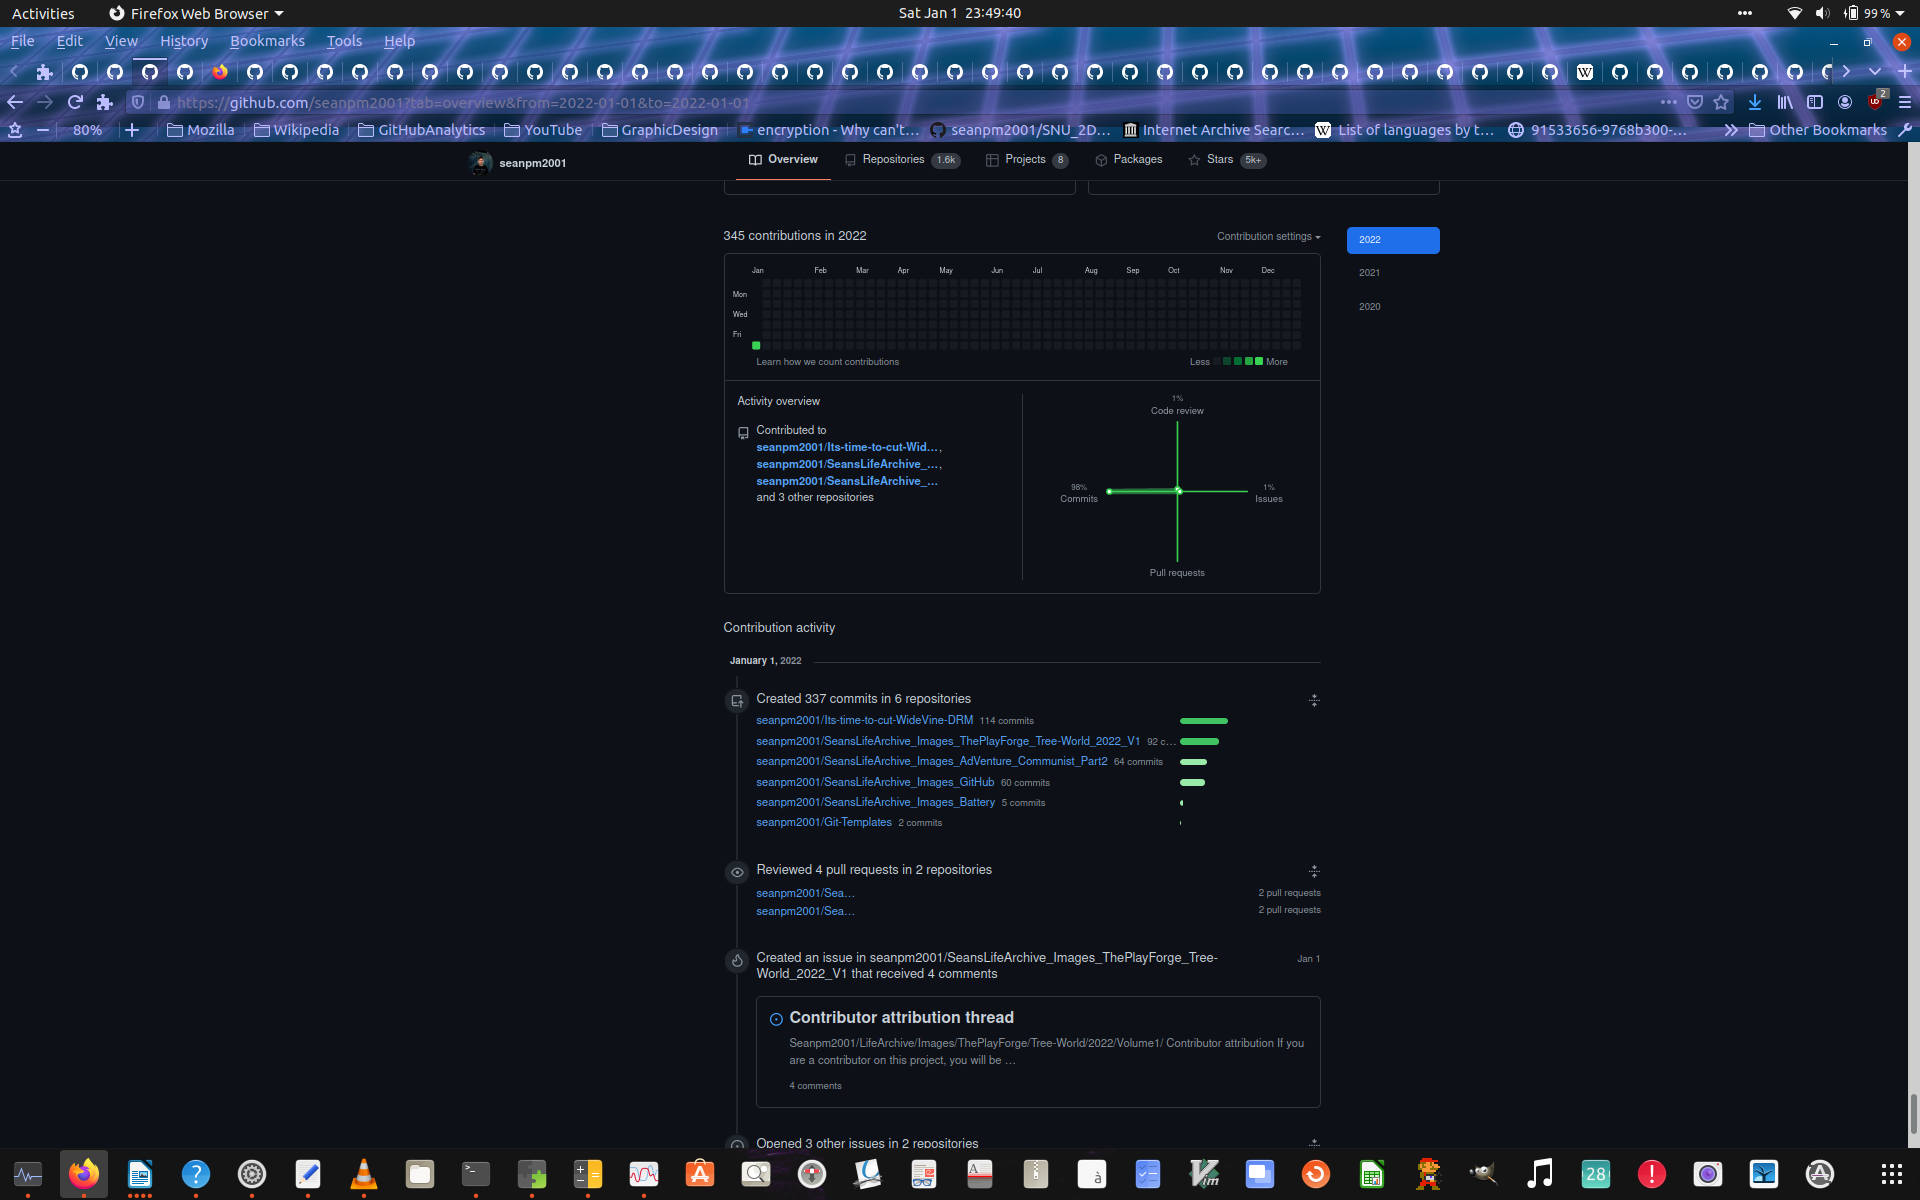 Activities
Firefox Web Browser
Sat Jan 1 23:49:40
99 %
File Edit View History Bookmarks Tools Help
https://github.com/seanpm2001?tab=overview&from=2022-01-01&to=2022-01-01
2
80%
Mozilla
Wikipedia
GitHubAnalytics
YouTube
GraphicDesign
encryption - Why can't…
seanpm2001/SNU_2D…
Internet Archive Searc…
List of languages by t…
91533656-9768b300-…
Other Bookmarks
seanpm2001
Overview
Repositories 1.6k
Projects 8
Packages
Stars 5k+
345 contributions in 2022
Contribution settings
2022
2021
2020
Jan Feb Mar Apr May Jun Jul Aug Sep Oct Nov Dec
Mon
Wed
Fri
Learn how we count contributions
Less More
Activity overview
Contributed to
seanpm2001/Its-time-to-cut-Wid…,
seanpm2001/SeansLifeArchive_…,
seanpm2001/SeansLifeArchive_…
and 3 other repositories
1%
Code review
98%
Commits
1%
Issues
Pull requests
Contribution activity
January 1, 2022
Created 337 commits in 6 repositories
seanpm2001/Its-time-to-cut-WideVine-DRM 114 commits
seanpm2001/SeansLifeArchive_Images_ThePlayForge_Tree-World_2022_V1 92 c…
seanpm2001/SeansLifeArchive_Images_AdVenture_Communist_Part2 64 commits
seanpm2001/SeansLifeArchive_Images_GitHub 60 commits
seanpm2001/SeansLifeArchive_Images_Battery 5 commits
seanpm2001/Git-Templates 2 commits
Reviewed 4 pull requests in 2 repositories
seanpm2001/Sea… 2 pull requests
seanpm2001/Sea… 2 pull requests
Created an issue in seanpm2001/SeansLifeArchive_Images_ThePlayForge_Tree-
World_2022_V1 that received 4 comments
Jan 1
Contributor attribution thread
Seanpm2001/LifeArchive/Images/ThePlayForge/Tree-World/2022/Volume1/ Contributor attribution If you
are a contributor on this project, you will be …
4 comments
Opened 3 other issues in 2 repositories
28